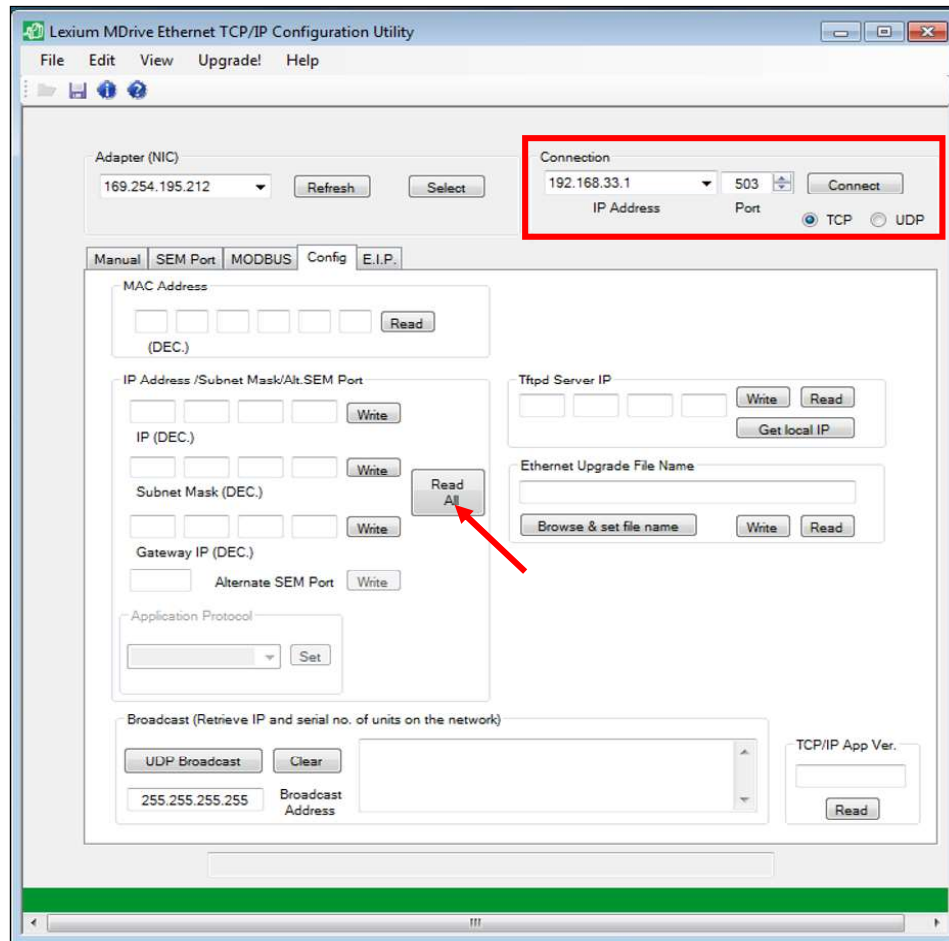 Lexium MDrive Ethernet TCP/IP Configuration Utility
File Edit View Upgrade! Help
Adapter (NIC)
169.254.195.212 Refresh Select
Connection
192.168.33.1 503 Connect
IP Address Port
TCP UDP
Manual SEM Port MODBUS Config E.I.P.
MAC Address
Read
(DEC.)
IP Address /Subnet Mask/Alt.SEM Port
Write
IP (DEC.)
Write
Subnet Mask (DEC.)
Read
All
Write
Gateway IP (DEC.)
Alternate SEM Port Write
Application Protocol
Set
Tftpd Server IP
Write Read
Get local IP
Ethernet Upgrade File Name
Browse & set file name Write Read
Broadcast (Retrieve IP and serial no. of units on the network)
UDP Broadcast Clear
255.255.255.255 Broadcast
Address
TCP/IP App Ver.
Read